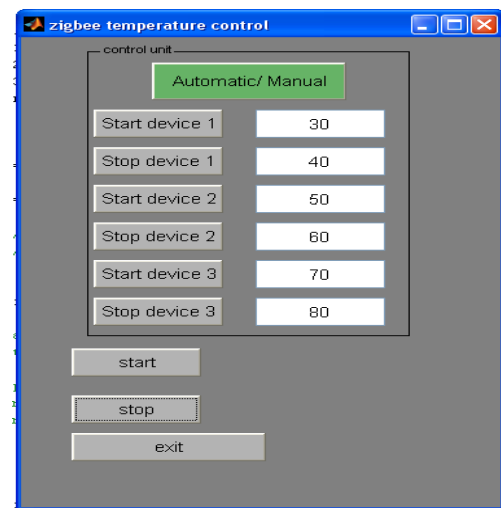 zigbee temperature control
control unit
Automatic/ Manual
Start device 1 30
Stop device 1 40
Start device 2 50
Stop device 2 60
Start device 3 70
Stop device 3 80
start
stop
exit